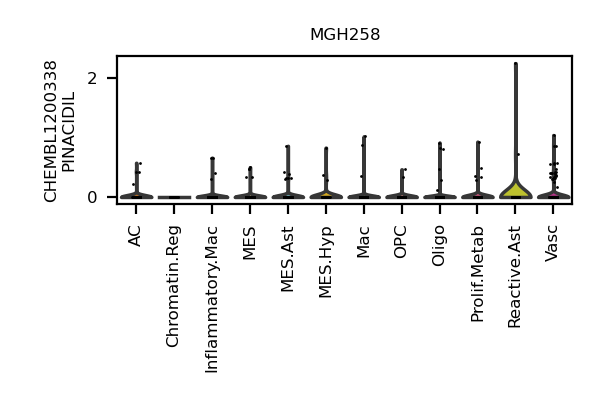 MGH258
CHEMBL1200338
PINACIDIL
2
0
AC
Chromatin.Reg
Inflammatory.Mac
MES
MES.Ast
MES.Hyp
Mac
OPC
Oligo
Prolif.Metab
Reactive.Ast
Vasc